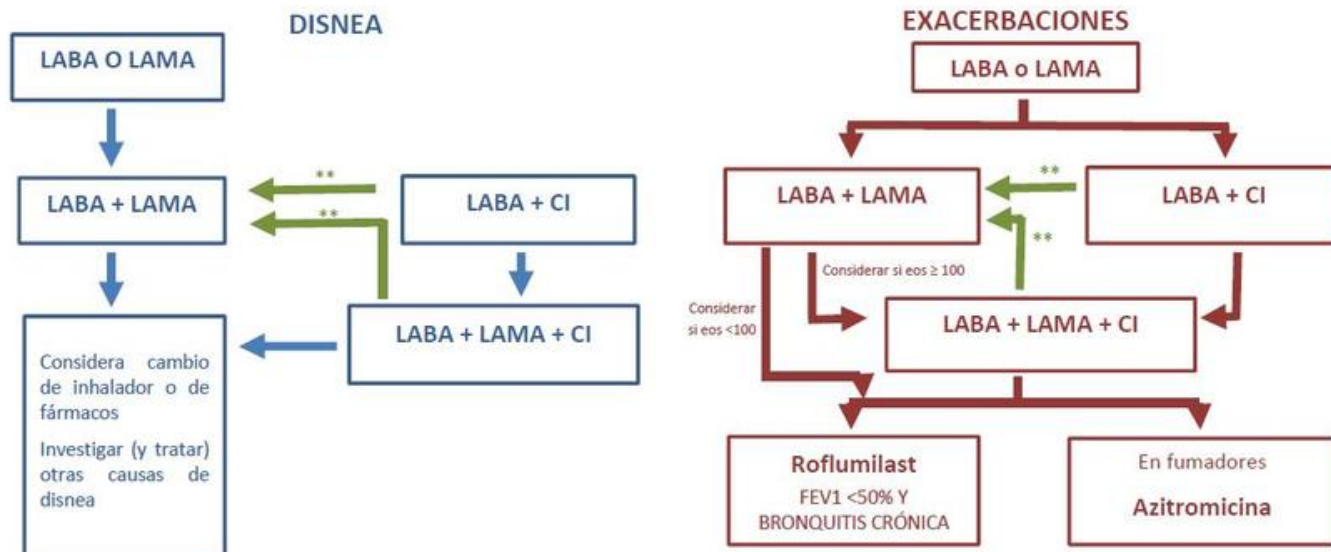 DISNEA
LABA O LAMA
LABA + LAMA
**
**
LABA + CI
LABA + LAMA + CI
Considera cambio
de inhalador o de
fármacos
Investigar (y tratar)
otras causas de
disnea
EXACERBACIONES
LABA o LAMA
LABA + LAMA
**
**
LABA + CI
Considerar si eos ≥ 100
Considerar
si eos <100
LABA + LAMA + CI
Roflumilast
FEV1 <50% Y
BRONQUITIS CRÓNICA
En fumadores
Azitromicina